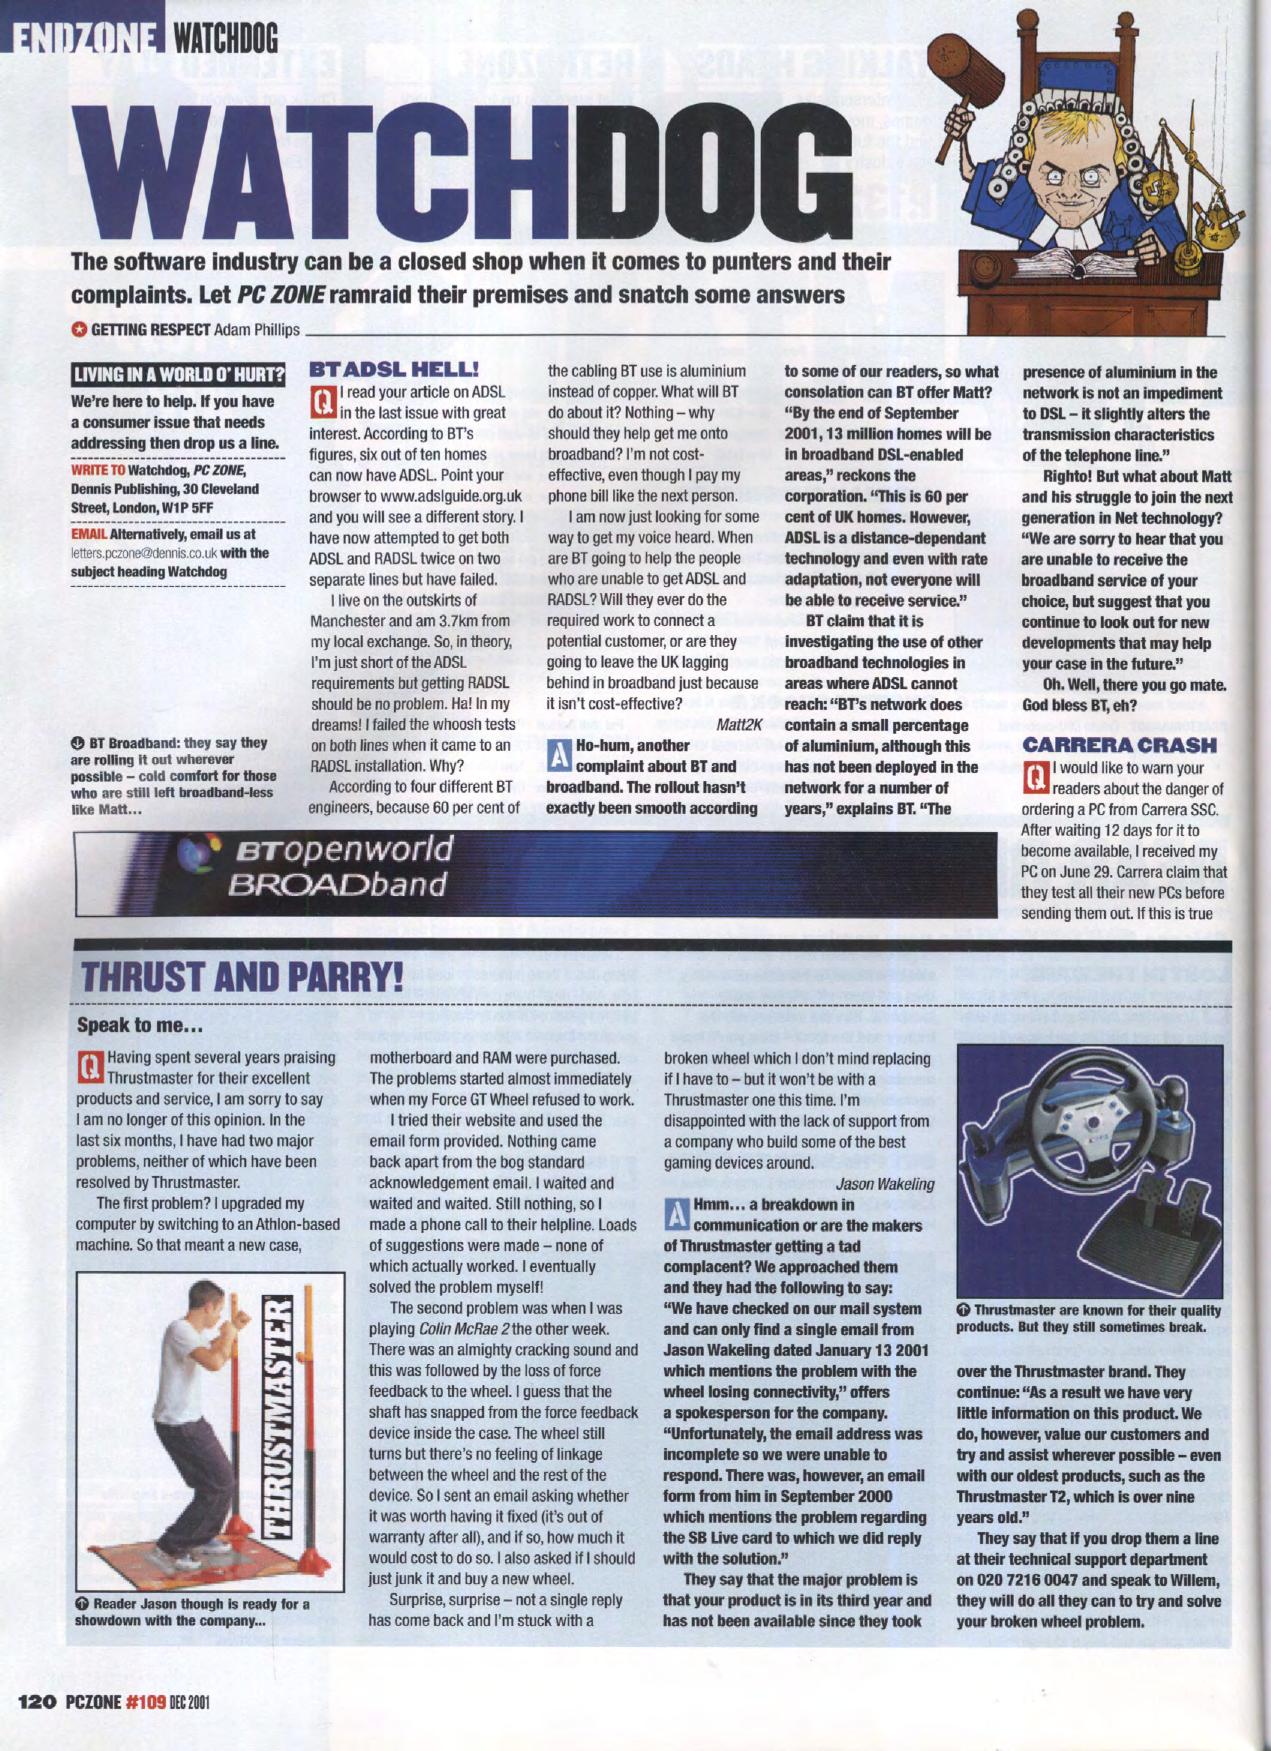 ENDZONE WATCHDOG
WATCHDOG
The software industry can be a closed shop when it comes to punters and their
complaints. Let PC ZONE ramraid their premises and snatch some answers
GETTING RESPECT Adam Phillips
LIVING IN A WORLD O' HURT?
We're here to help. If you have
a consumer issue that needs
addressing then drop us a line.
WRITE TO Watchdog, PC ZONE,
Dennis Publishing, 30 Cleveland
Street, London, W1P 5FF
EMAIL Alternatively, email us at
letters.pczone@dennis.co.uk with the
subject heading Watchdog
BT Broadband: they say they
are rolling it out wherever
possible – cold comfort for those
who are still left broadband-less
like Matt...
BT ADSL HELL!
Q I read your article on ADSL
in the last issue with great
interest. According to BT's
figures, six out of ten homes
can now have ADSL. Point your
browser to www.adslguide.org.uk
and you will see a different story. I
have now attempted to get both
ADSL and RADSL twice on two
separate lines but have failed.
I live on the outskirts of
Manchester and am 3.7km from
my local exchange. So, in theory,
I'm just short of the ADSL
requirements but getting RADSL
should be no problem. Ha! In my
dreams! I failed the whoosh tests
on both lines when it came to an
RADSL installation. Why?
According to four different BT
engineers, because 60 per cent of
the cabling BT use is aluminium
instead of copper. What will BT
do about it? Nothing – why
should they help get me onto
broadband? I'm not cost-
effective, even though I pay my
phone bill like the next person.
I am now just looking for some
way to get my voice heard. When
are BT going to help the people
who are unable to get ADSL and
RADSL? Will they ever do the
required work to connect a
potential customer, or are they
going to leave the UK lagging
behind in broadband just because
it isn't cost-effective?
Matt2K
A Ho-hum, another
complaint about BT and
broadband. The rollout hasn't
exactly been smooth according
to some of our readers, so what
consolation can BT offer Matt?
"By the end of September
2001, 13 million homes will be
in broadband DSL-enabled
areas," reckons the
corporation. "This is 60 per
cent of UK homes. However,
ADSL is a distance-dependant
technology and even with rate
adaptation, not everyone will
be able to receive service."
BT claim that it is
investigating the use of other
broadband technologies in
areas where ADSL cannot
reach: "BT's network does
contain a small percentage
of aluminium, although this
has not been deployed in the
network for a number of
years," explains BT. "The
presence of aluminium in the
network is not an impediment
to DSL – it slightly alters the
transmission characteristics
of the telephone line."
Righto! But what about Matt
and his struggle to join the next
generation in Net technology?
"We are sorry to hear that you
are unable to receive the
broadband service of your
choice, but suggest that you
continue to look out for new
developments that may help
your case in the future."
Oh. Well, there you go mate.
God bless BT, eh?
CARRERA CRASH
Q I would like to warn your
readers about the danger of
ordering a PC from Carrera SSC.
After waiting 12 days for it to
become available, I received my
PC on June 29. Carrera claim that
they test all their new PCs before
sending them out. If this is true
BTopenworld
BROADband
THRUST AND PARRY!
Speak to me...
Q Having spent several years praising
Thrustmaster for their excellent
products and service, I am sorry to say
I am no longer of this opinion. In the
last six months, I have had two major
problems, neither of which have been
resolved by Thrustmaster.
The first problem? I upgraded my
computer by switching to an Athlon-based
machine. So that meant a new case,
THRUSTMASTER
Reader Jason though is ready for a
showdown with the company...
motherboard and RAM were purchased.
The problems started almost immediately
when my Force GT Wheel refused to work.
I tried their website and used the
email form provided. Nothing came
back apart from the bog standard
acknowledgement email. I waited and
waited and waited. Still nothing, so I
made a phone call to their helpline. Loads
of suggestions were made – none of
which actually worked. I eventually
solved the problem myself!
The second problem was when I was
playing Colin McRae 2 the other week.
There was an almighty cracking sound and
this was followed by the loss of force
feedback to the wheel. I guess that the
shaft has snapped from the force feedback
device inside the case. The wheel still
turns but there's no feeling of linkage
between the wheel and the rest of the
device. So I sent an email asking whether
it was worth having it fixed (it's out of
warranty after all), and if so, how much it
would cost to do so. I also asked if I should
just junk it and buy a new wheel.
Surprise, surprise – not a single reply
has come back and I'm stuck with a
broken wheel which I don't mind replacing
if I have to – but it won't be with a
Thrustmaster one this time. I'm
disappointed with the lack of support from
a company who build some of the best
gaming devices around.
Jason Wakeling
A Hmm... a breakdown in
communication or are the makers
of Thrustmaster getting a tad
complacent? We approached them
and they had the following to say:
"We have checked on our mail system
and can only find a single email from
Jason Wakeling dated January 13 2001
which mentions the problem with the
wheel losing connectivity," offers
a spokesperson for the company.
"Unfortunately, the email address was
incomplete so we were unable to
respond. There was, however, an email
form from him in September 2000
which mentions the problem regarding
the SB Live card to which we did reply
with the solution."
They say that the major problem is
that your product is in its third year and
has not been available since they took
Thrustmaster are known for their quality
products. But they still sometimes break.
over the Thrustmaster brand. They
continue: "As a result we have very
little information on this product. We
do, however, value our customers and
try and assist wherever possible – even
with our oldest products, such as the
Thrustmaster T2, which is over nine
years old."
They say that if you drop them a line
at their technical support department
on 020 7216 0047 and speak to Willem,
they will do all they can to try and solve
your broken wheel problem.
120 PCZONE #109 DEC 2001